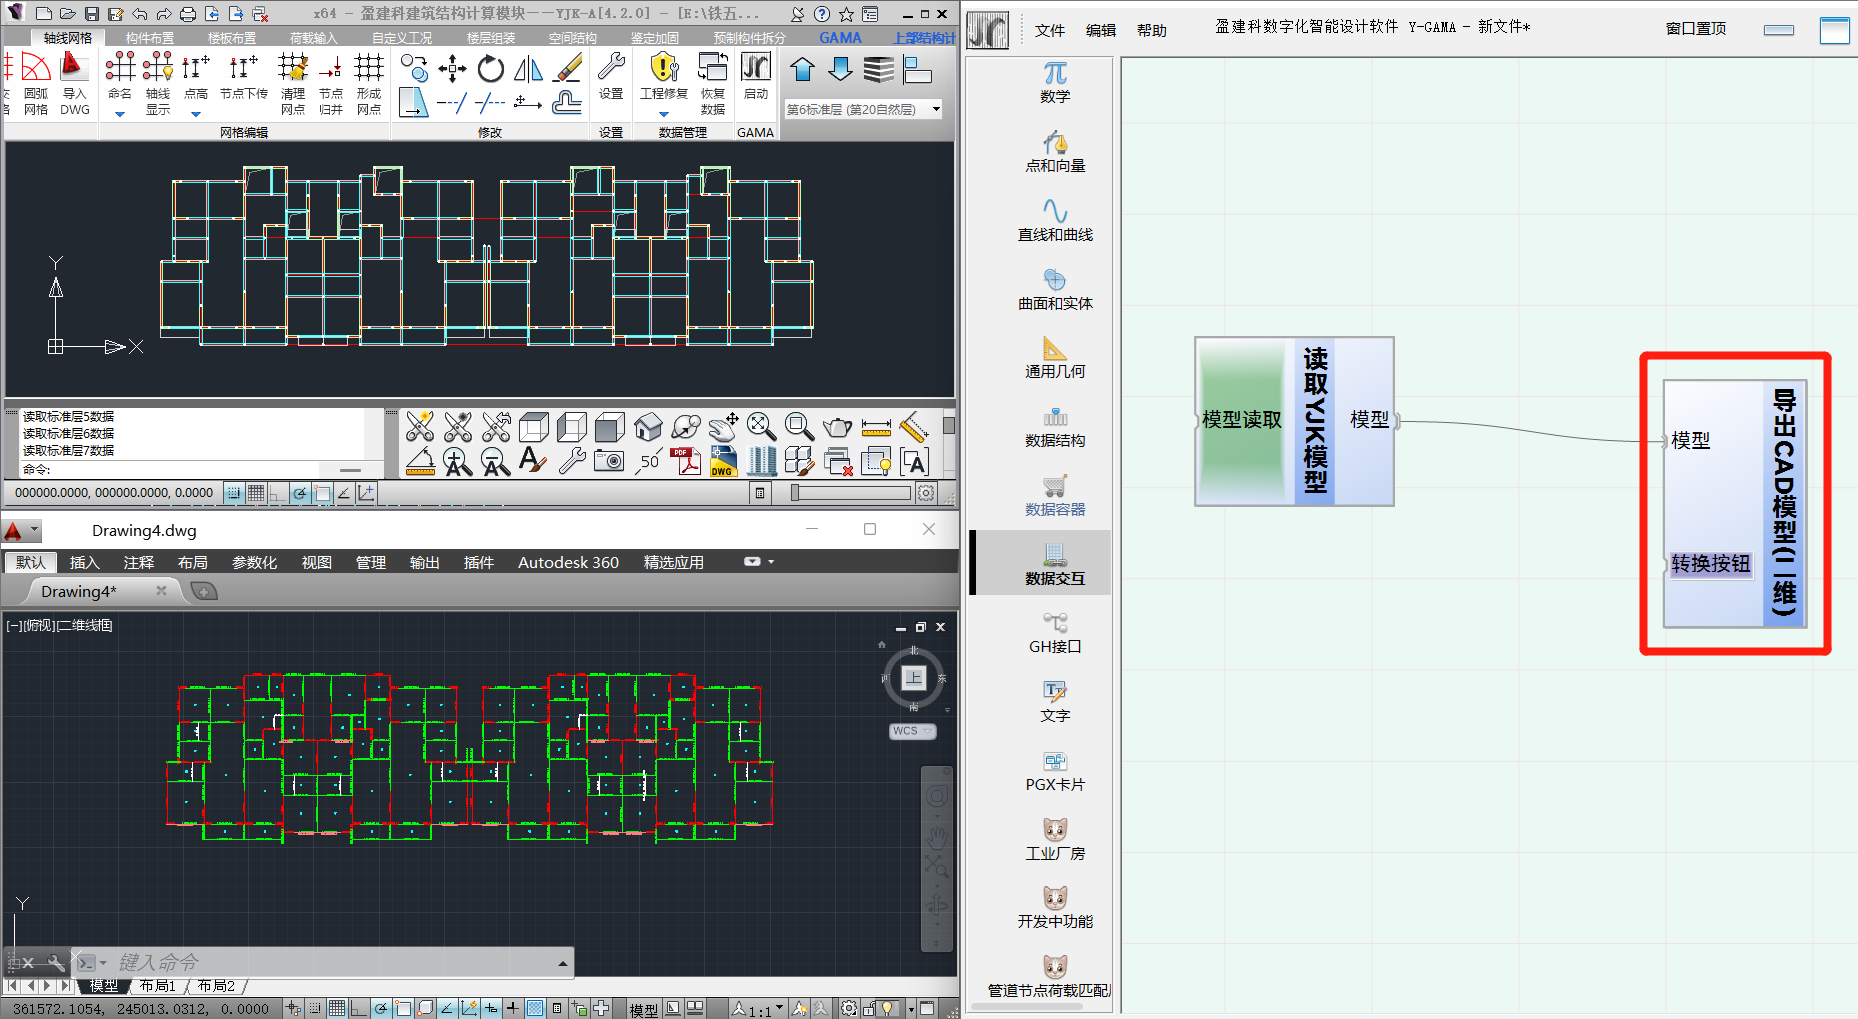 x64 - 盈建科建筑结构计算模块——YJK-A[4.2.0] - [E:\铁五...
轴线网格 构件布置 楼板布置 荷载输入 自定义工况 楼层组装 空间结构 鉴定加固 预制构件拆分 GAMA 上部结构计
圆弧 导入 命名 轴线 点高 节点下传 清理 节点 形成 设置 工程修复 恢复 启动
网格 DWG 显示 网点 归并 网点 数据
第6标准层 (第20自然层)
网格编辑 修改 设置 数据管理 GAMA
Y
X
读取标准层5数据
读取标准层6数据
读取标准层7数据
命令:
50 PDF DWG A
000000.0000, 000000.0000, 0.0000
Drawing4.dwg
默认 插入 注释 布局 参数化 视图 管理 输出 插件 Autodesk 360 精选应用
Drawing4*
[−][俯视][二维线框]
北
西 上 东
南
WCS
Y
X
键入命令
模型 布局1 布局2
361572.1054, 245013.0312, 0.0000 模型 1:1
文件 编辑 帮助 盈建科数字化智能设计软件 Y-GAMA - 新文件* 窗口置顶
数学
点和向量
直线和曲线
曲面和实体
通用几何
数据结构
数据容器
数据交互
GH接口
文字
PGX卡片
工业厂房
开发中功能
管道节点荷载匹配
模型读取
读取YJK模型
模型
模型
转换按钮
导出CAD模型(二维)